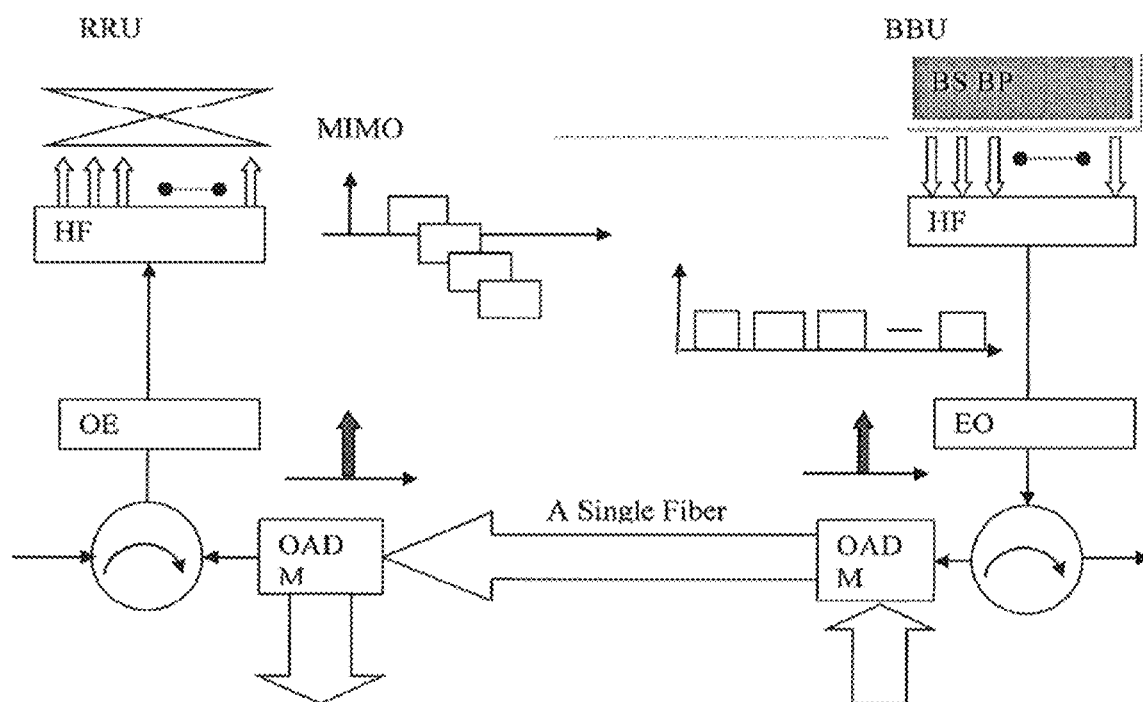 RRU
BBU
BS BP
MIMO
HF
HF
OE
EO
A Single Fiber
OAD
M
OAD
M